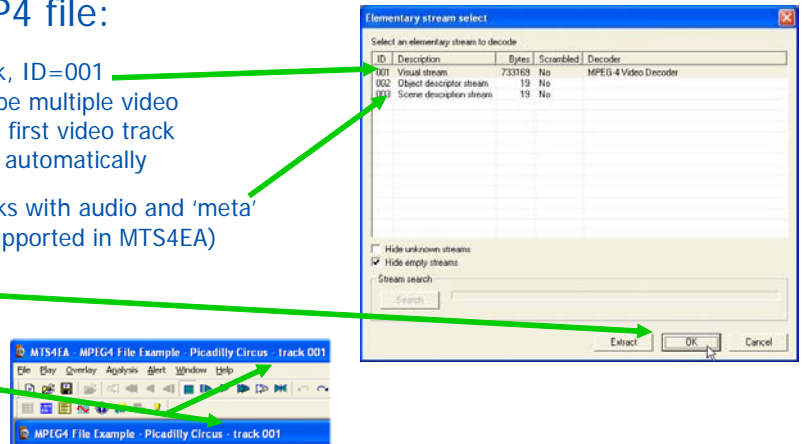 P4 file:
k, ID=001
be multiple video
first video track
automatically
ks with audio and ‘meta’
upported in MTS4EA)
Elementary stream select
Select an elementary stream to decode
ID Description Bytes Scrambled Decoder
001 Visual stream 733169 No MPEG-4 Video Decoder
002 Object descriptor stream 19 No
003 Scene description stream 19 No
Hide unknown streams
Hide empty streams
Stream search
Search
Extract OK Cancel
MTS4EA - MPEG4 File Example - Picadilly Circus - track 001
File Play Overlay Agalysis Alert Window Help
MPEG4 File Example - Picadilly Circus - track 001